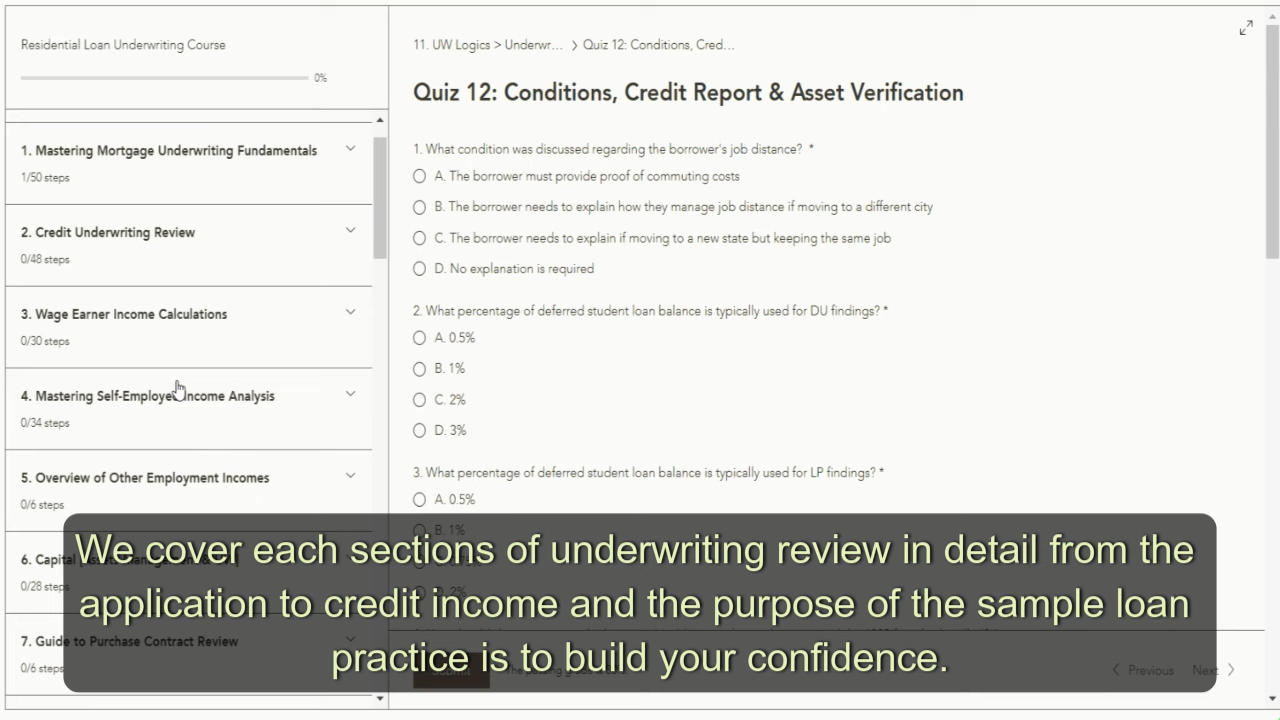 Residential Loan Underwriting Course
0%
1. Mastering Mortgage Underwriting Fundamentals
1/50 steps
2. Credit Underwriting Review
0/48 steps
3. Wage Earner Income Calculations
0/30 steps
4. Mastering Self-Employed Income Analysis
0/34 steps
5. Overview of Other Employment Incomes
0/6 steps
6. Capital
0/28 steps
7. Guide to Purchase Contract Review
0/6 steps
11. UW Logics > Underwr... > Quiz 12: Conditions, Cred...
Quiz 12: Conditions, Credit Report & Asset Verification
1. What condition was discussed regarding the borrower's job distance? *
A. The borrower must provide proof of commuting costs
B. The borrower needs to explain how they manage job distance if moving to a different city
C. The borrower needs to explain if moving to a new state but keeping the same job
D. No explanation is required
2. What percentage of deferred student loan balance is typically used for DU findings? *
A. 0.5%
B. 1%
C. 2%
D. 3%
3. What percentage of deferred student loan balance is typically used for LP findings? *
A. 0.5%
B. 1%
Submit
Previous
Next
We cover each sections of underwriting review in detail from the
application to credit income and the purpose of the sample loan
practice is to build your confidence.